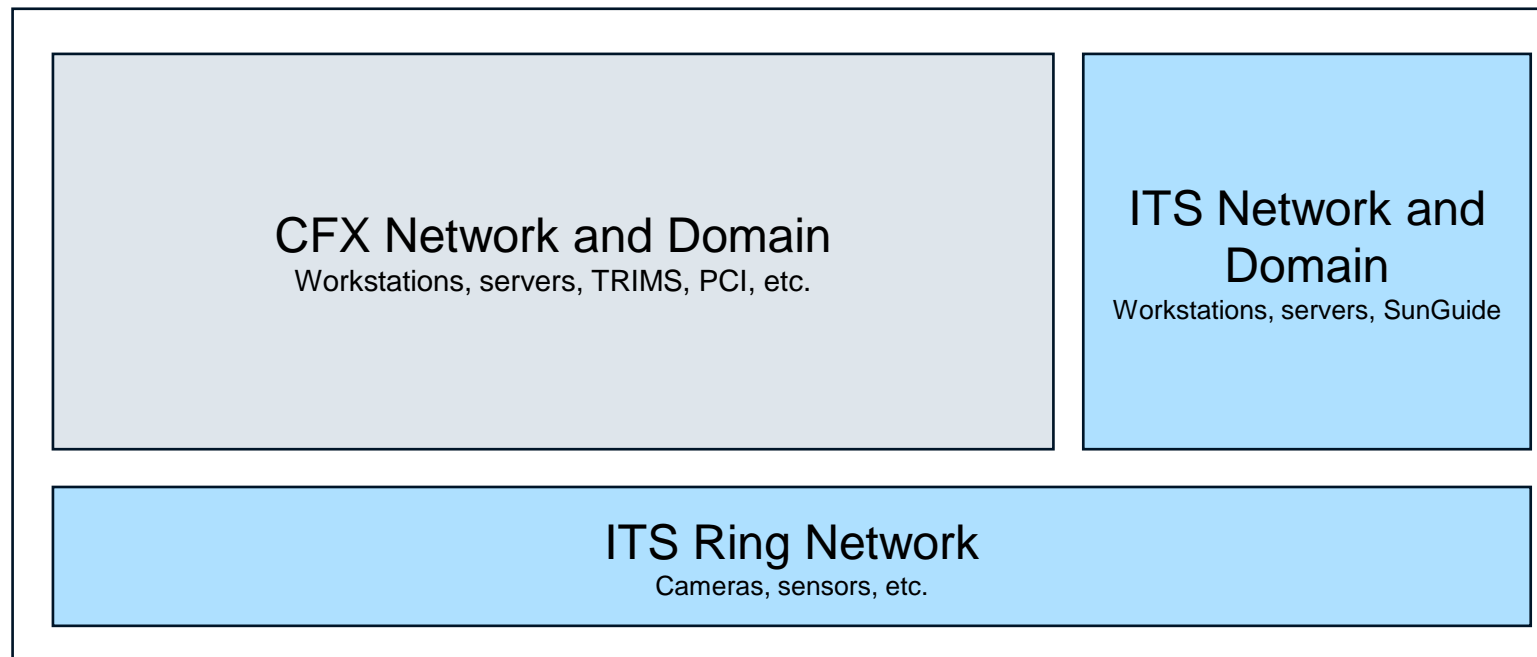 CFX Network and Domain
Workstations, servers, TRIMS, PCI, etc.
ITS Network and
Domain
Workstations, servers, SunGuide
ITS Ring Network
Cameras, sensors, etc.